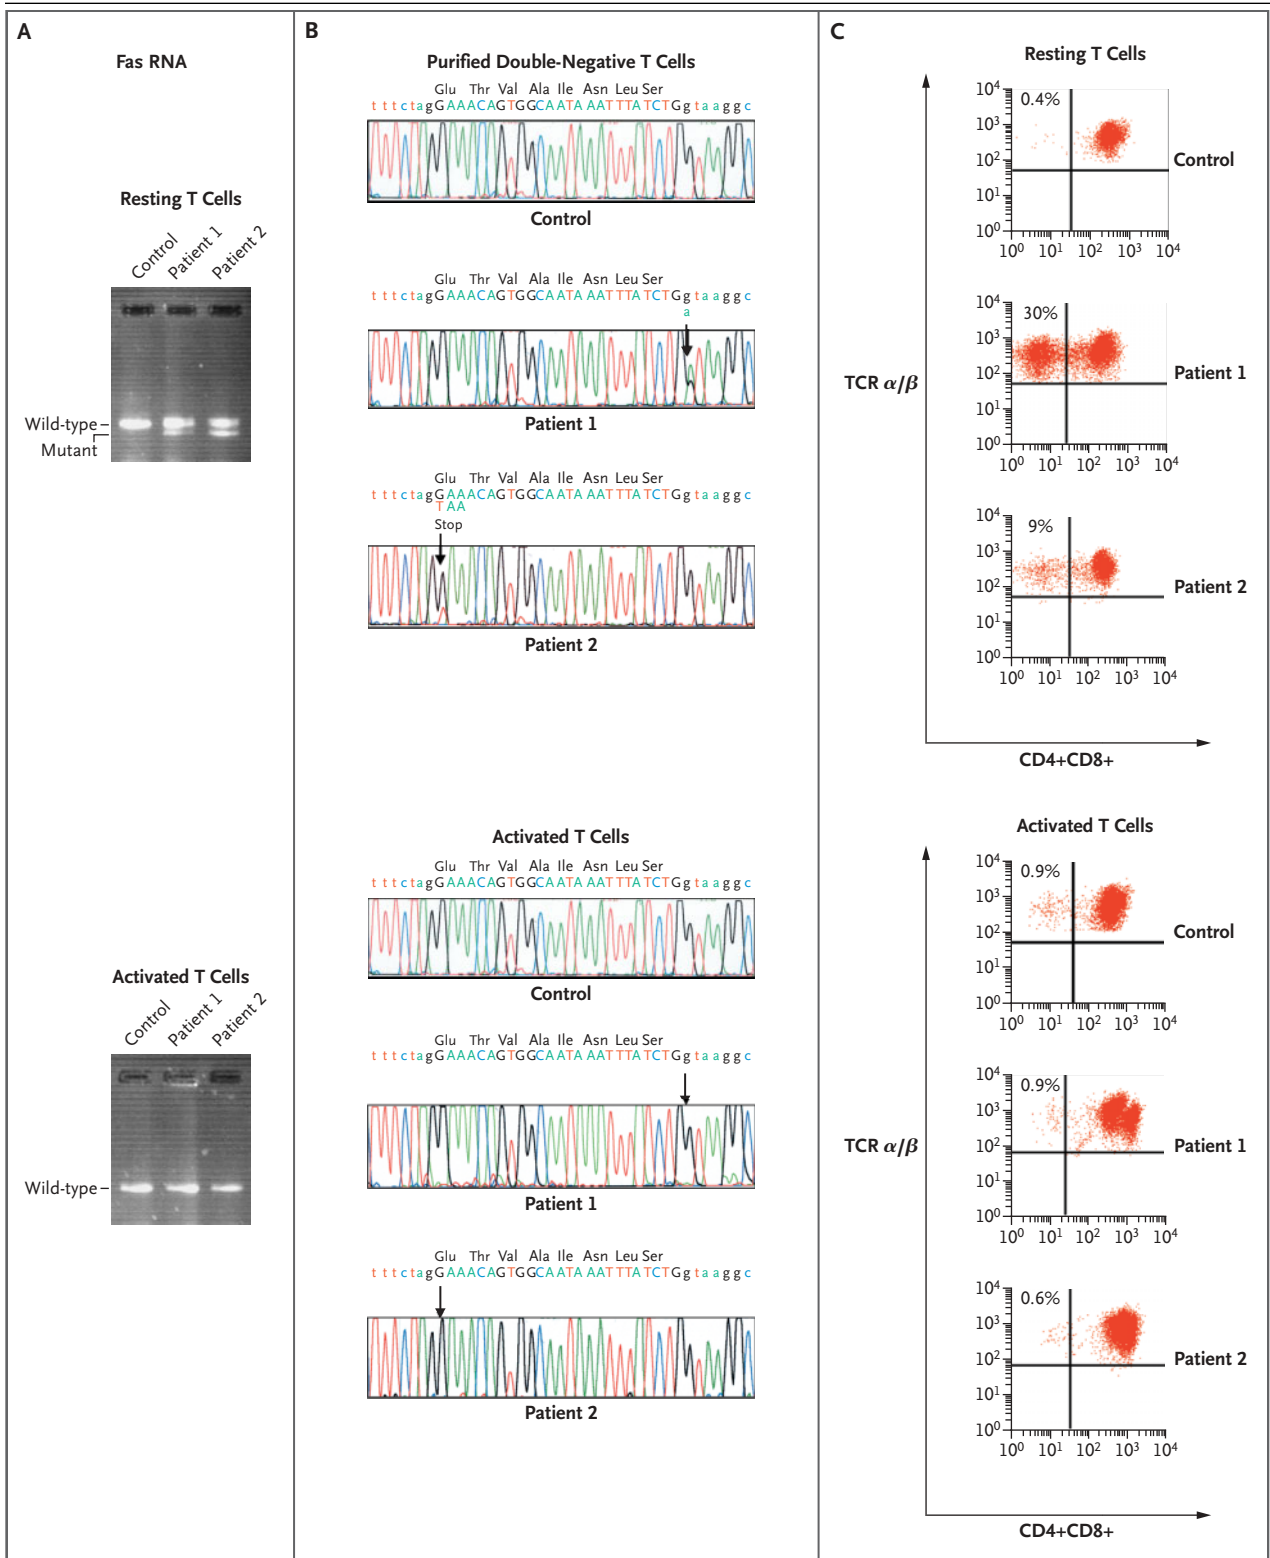 A
Fas RNA
Resting T Cells
Control
Patient 1
Patient 2
Wild-type
Mutant
Activated T Cells
Control
Patient 1
Patient 2
Wild-type
B
Purified Double-Negative T Cells
Glu Thr Val Ala Ile Asn Leu Ser
t t t c t a g G A A A C A G T G G C A A T A A A T T T A T C T G g t a a g g c
Control
Glu Thr Val Ala Ile Asn Leu Ser
t t t c t a g G A A A C A G T G G C A A T A A A T T T A T C T G g t a a g g c
a
Patient 1
Glu Thr Val Ala Ile Asn Leu Ser
t t t c t a g G A A A C A G T G G C A A T A A A T T T A T C T G g t a a g g c
T A A
Stop
Patient 2
Activated T Cells
Glu Thr Val Ala Ile Asn Leu Ser
t t t c t a g G A A A C A G T G G C A A T A A A T T T A T C T G g t a a g g c
Control
Glu Thr Val Ala Ile Asn Leu Ser
t t t c t a g G A A A C A G T G G C A A T A A A T T T A T C T G g t a a g g c
Patient 1
Glu Thr Val Ala Ile Asn Leu Ser
t t t c t a g G A A A C A G T G G C A A T A A A T T T A T C T G g t a a g g c
Patient 2
C
Resting T Cells
TCR α/β
10⁴
10³
10²
10¹
10⁰
0.4%
10⁰ 10¹ 10² 10³ 10⁴
Control
10⁴
10³
10²
10¹
10⁰
30%
10⁰ 10¹ 10² 10³ 10⁴
Patient 1
10⁴
10³
10²
10¹
10⁰
9%
10⁰ 10¹ 10² 10³ 10⁴
Patient 2
CD4+CD8+
Activated T Cells
TCR α/β
10⁴
10³
10²
10¹
10⁰
0.9%
10⁰ 10¹ 10² 10³ 10⁴
Control
10⁴
10³
10²
10¹
10⁰
0.9%
10⁰ 10¹ 10² 10³ 10⁴
Patient 1
10⁴
10³
10²
10¹
10⁰
0.6%
10⁰ 10¹ 10² 10³ 10⁴
Patient 2
CD4+CD8+